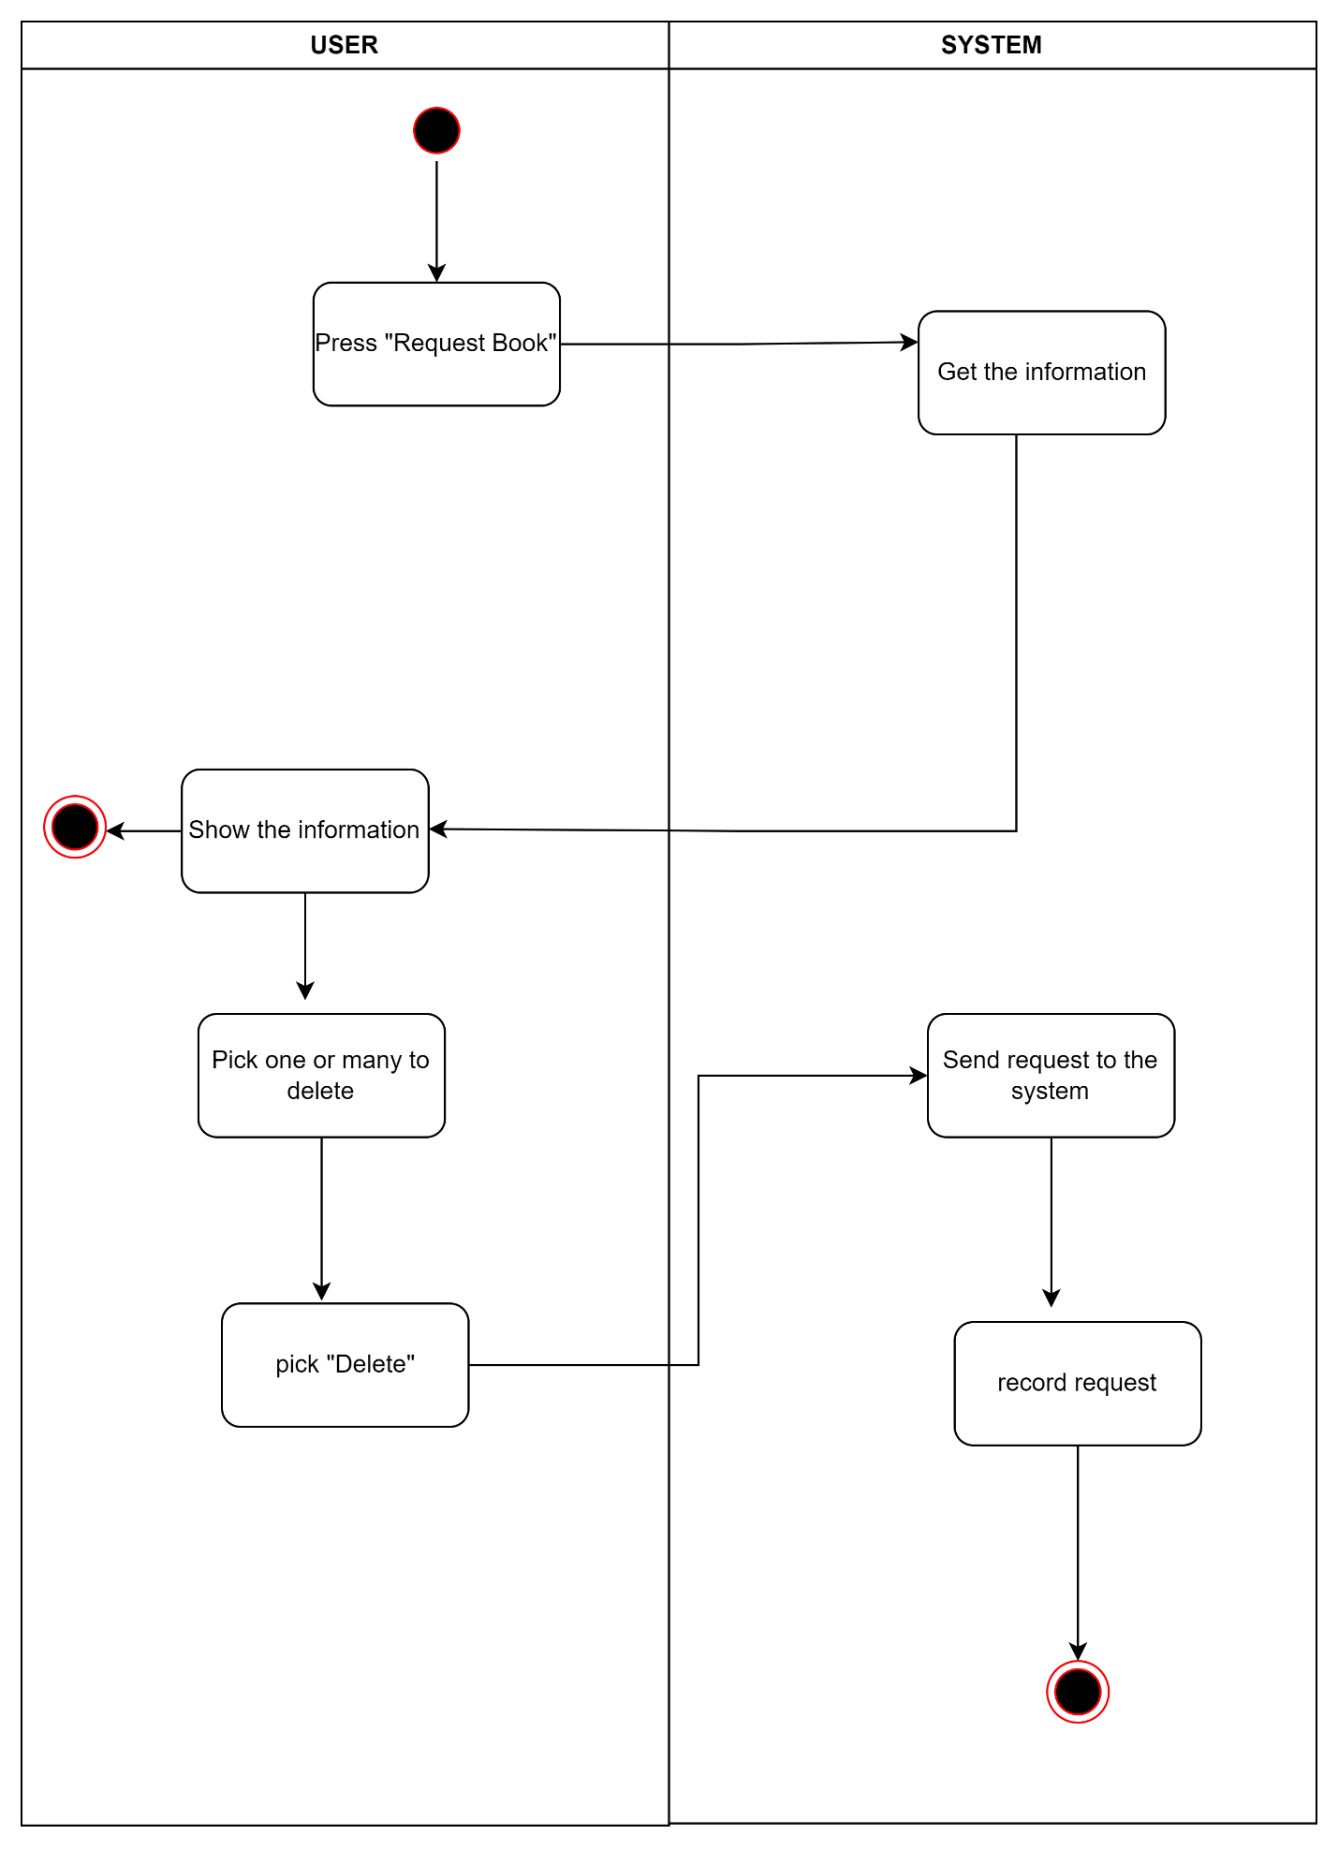 USER
SYSTEM
Press "Request Book"
Get the information
Show the information
Pick one or many to
delete
Send request to the
system
pick "Delete"
record request